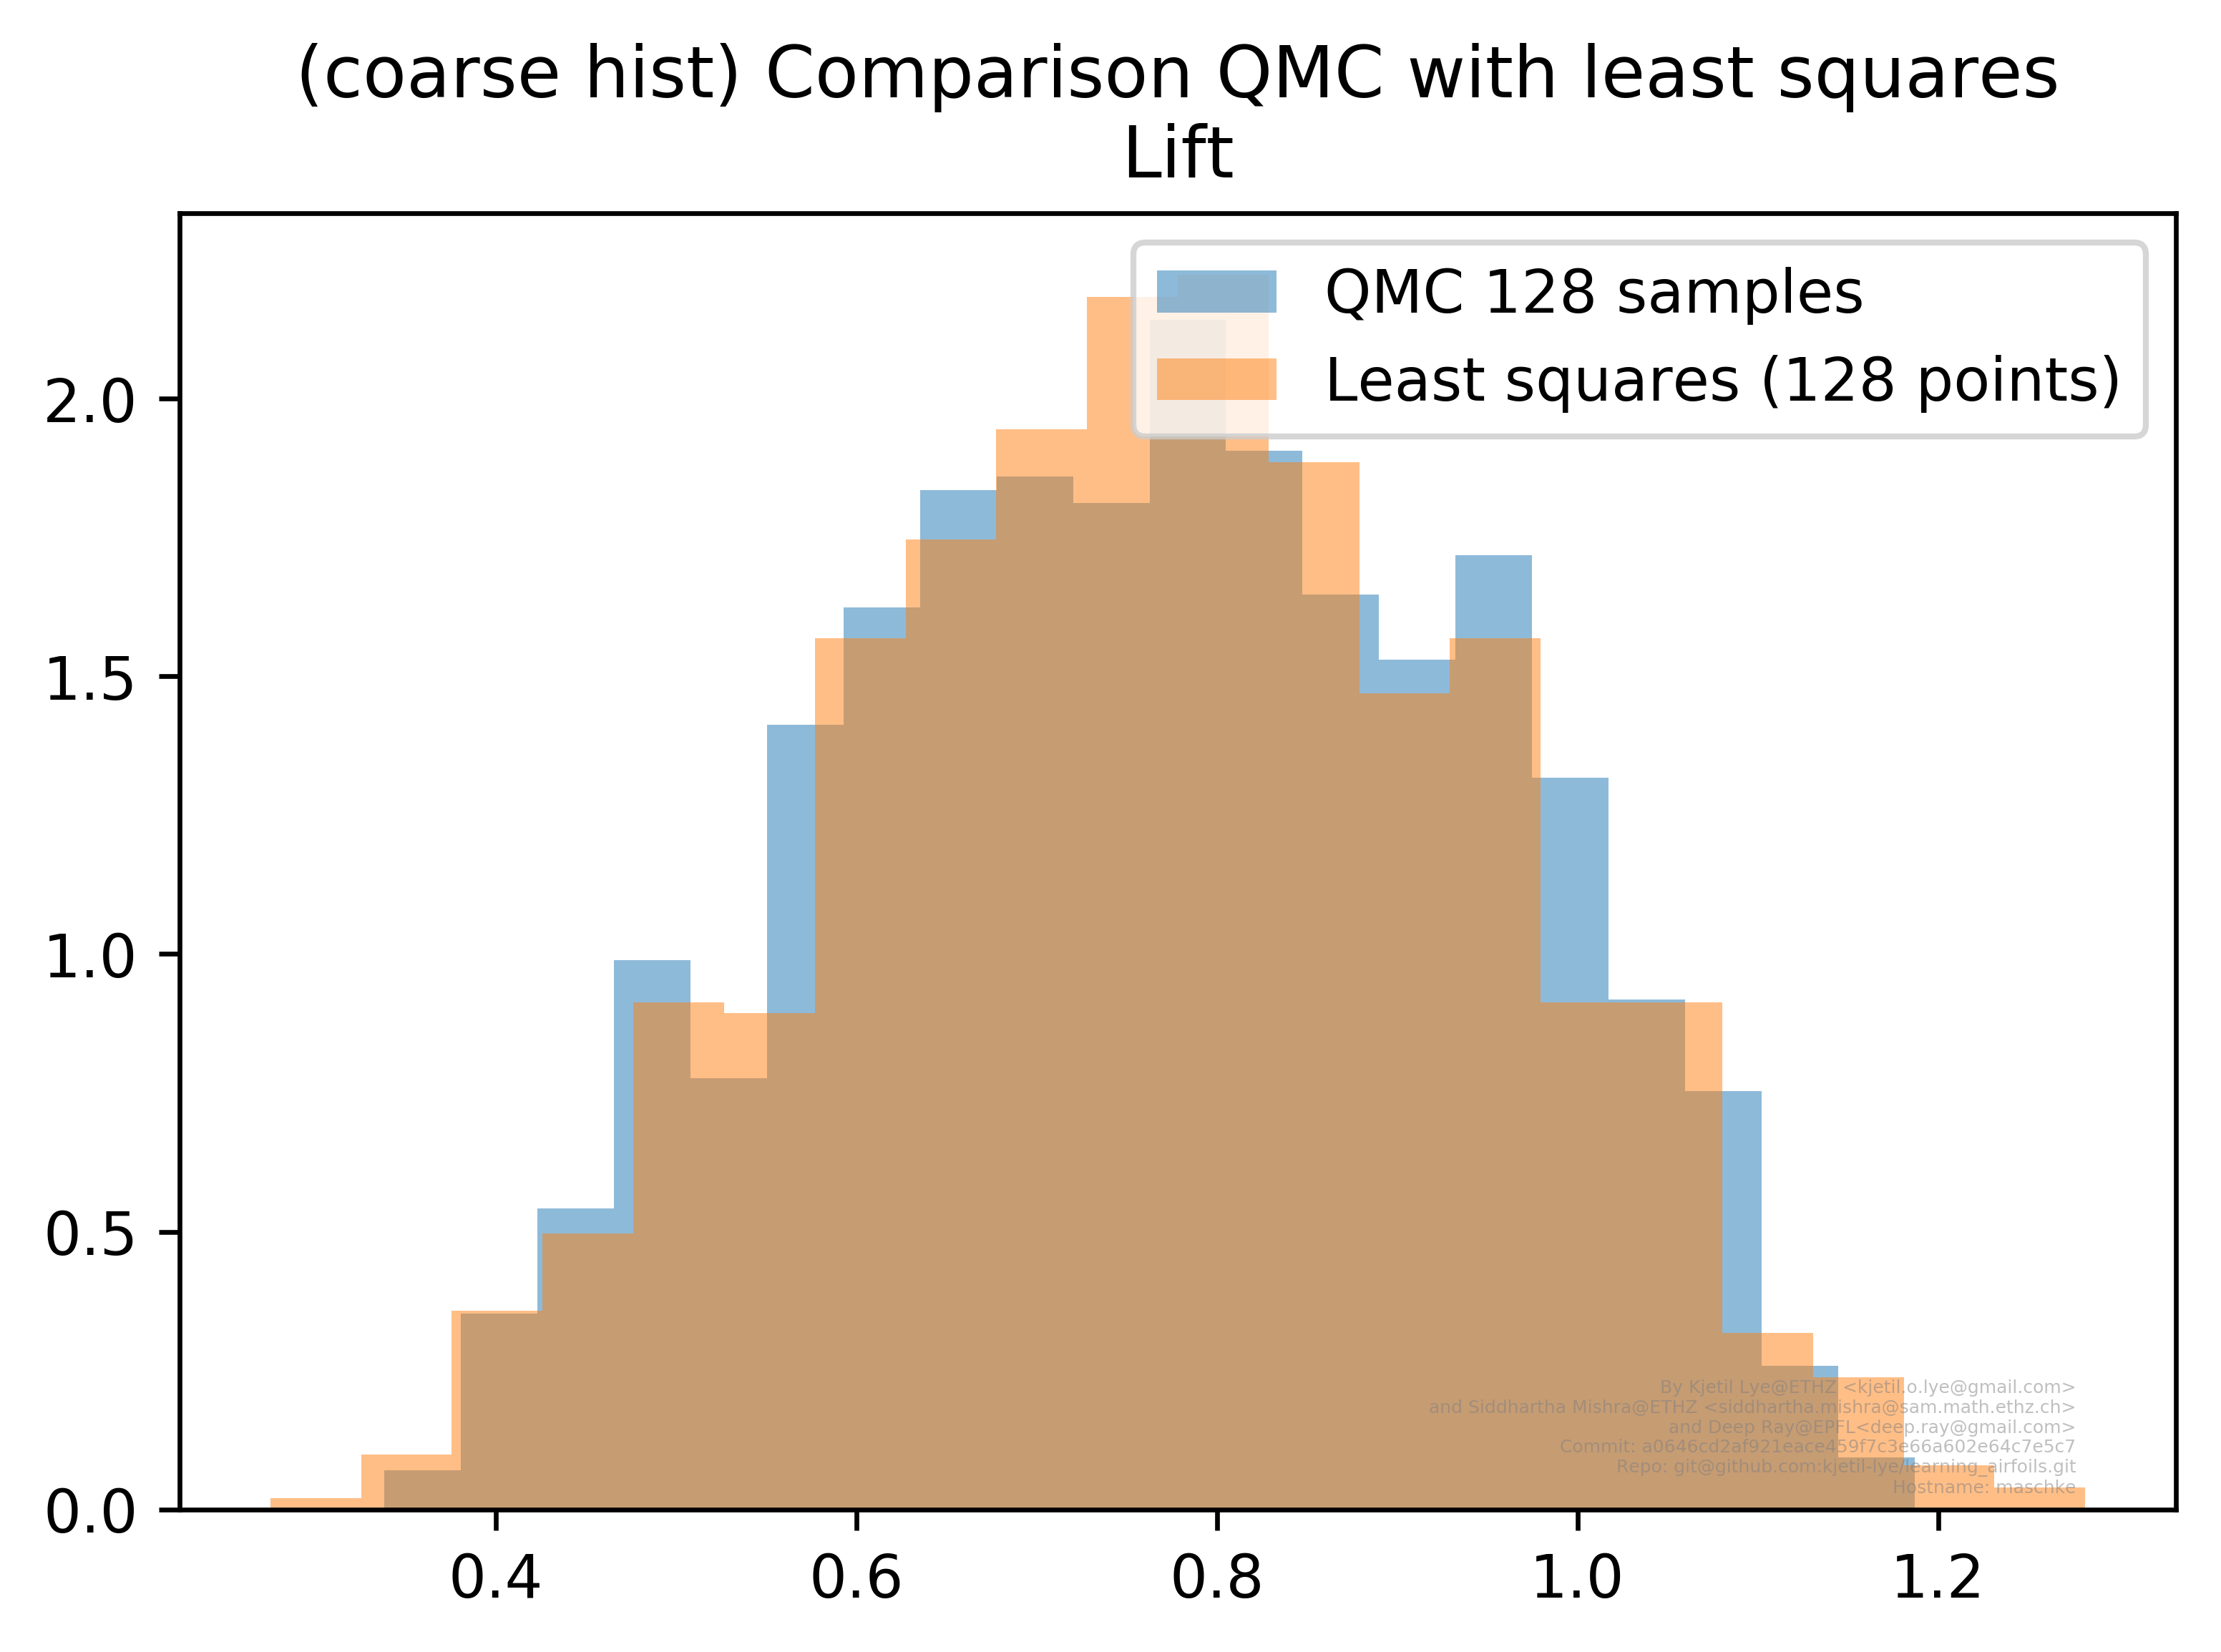 (coarse hist) Comparison QMC with least squares
Lift
QMC 128 samples
Least squares (128 points)
2.0
1.5
1.0
0.5
0.0
0.4 0.6 0.8 1.0 1.2
By Kjetil Lye@ETHZ <kjetil.o.lye@gmail.com>
and Siddhartha Mishra@ETHZ <siddhartha.mishra@sam.math.ethz.ch>
and Deep Ray@EPFL<deep.ray@gmail.com>
Commit: a0646cd2af921eace459f7c3e66a602e64c7e5c7
Repo: git@github.com:kjetil-lye/learning_airfoils.git
Hostname: maschke